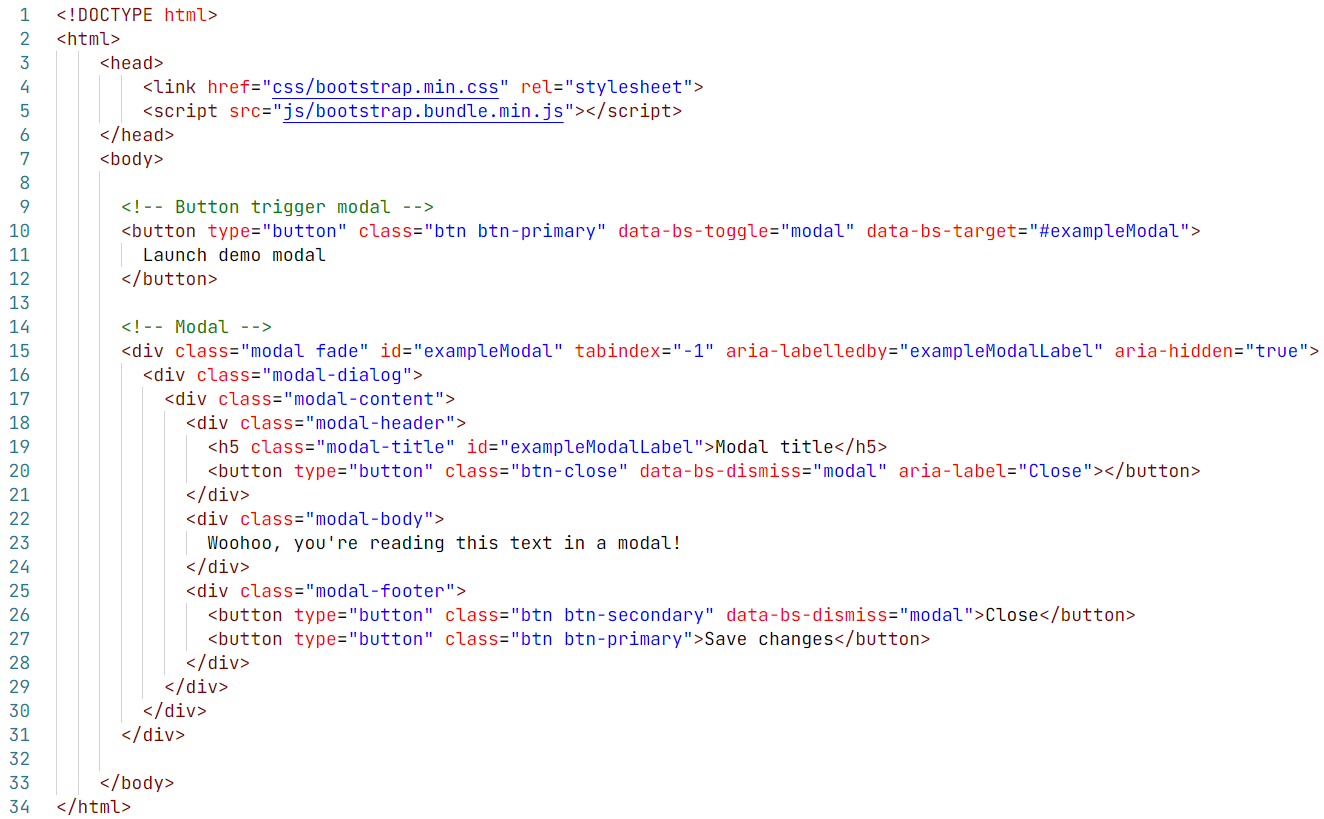 1 <!DOCTYPE html>
2 <html>
3 <head>
4 <link href="css/bootstrap.min.css" rel="stylesheet">
5 <script src="js/bootstrap.bundle.min.js"></script>
6 </head>
7 <body>
8
9 <!-- Button trigger modal -->
10 <button type="button" class="btn btn-primary" data-bs-toggle="modal" data-bs-target="#exampleModal">
11 Launch demo modal
12 </button>
13
14 <!-- Modal -->
15 <div class="modal fade" id="exampleModal" tabindex="-1" aria-labelledby="exampleModalLabel" aria-hidden="true">
16 <div class="modal-dialog">
17 <div class="modal-content">
18 <div class="modal-header">
19 <h5 class="modal-title" id="exampleModalLabel">Modal title</h5>
20 <button type="button" class="btn-close" data-bs-dismiss="modal" aria-label="Close"></button>
21 </div>
22 <div class="modal-body">
23 Woohoo, you're reading this text in a modal!
24 </div>
25 <div class="modal-footer">
26 <button type="button" class="btn btn-secondary" data-bs-dismiss="modal">Close</button>
27 <button type="button" class="btn btn-primary">Save changes</button>
28 </div>
29 </div>
30 </div>
31 </div>
32
33 </body>
34 </html>